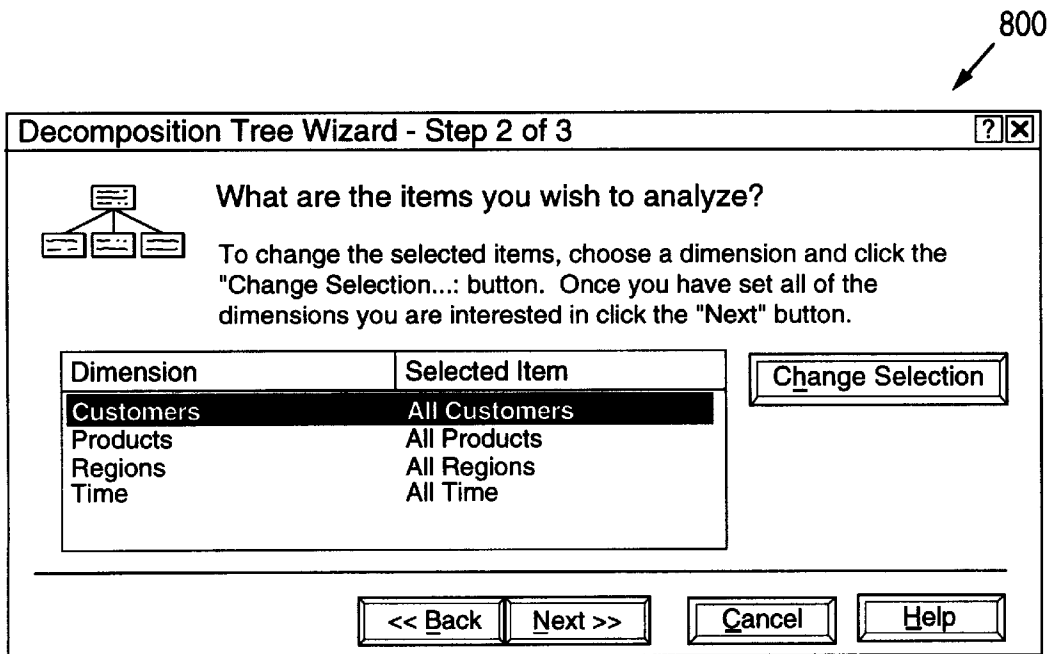 800
Decomposition Tree Wizard - Step 2 of 3
What are the items you wish to analyze?
To change the selected items, choose a dimension and click the
"Change Selection...: button.  Once you have set all of the
dimensions you are interested in click the "Next" button.
Dimension Selected Item
Customers All Customers
Products All Products
Regions All Regions
Time All Time
Change Selection
<< Back Next >> Cancel Help